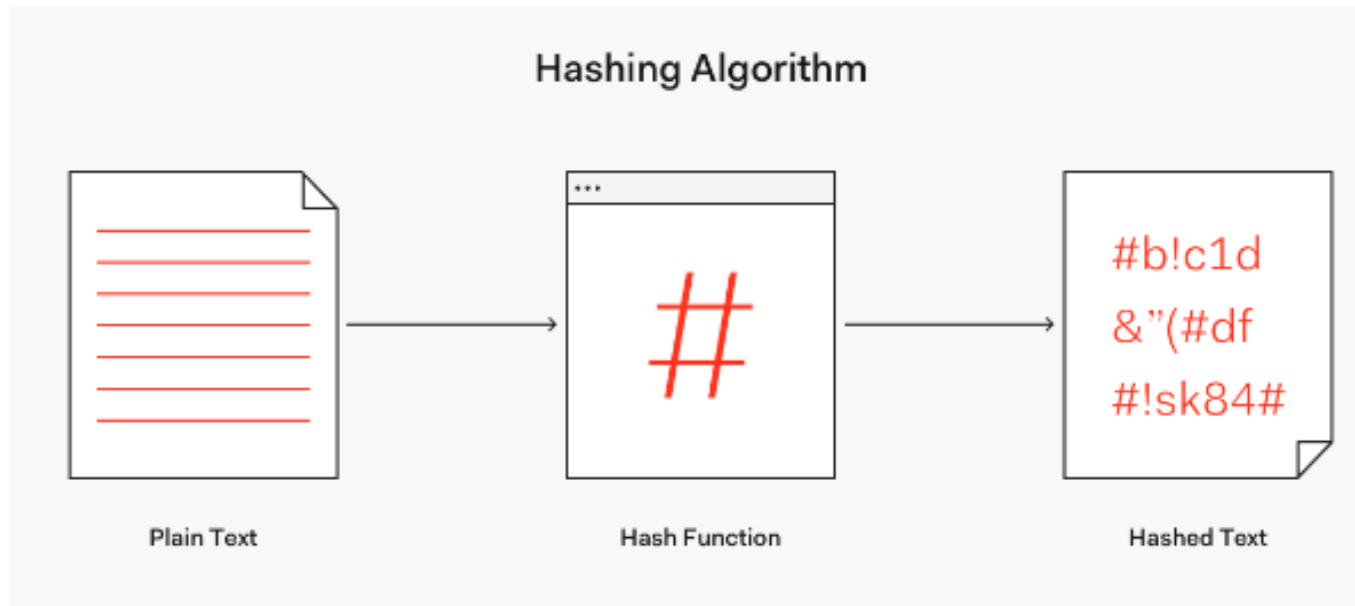 Hashing Algorithm
#
#b!c1d
&”(#df
#!sk84#
Plain Text
Hash Function
Hashed Text